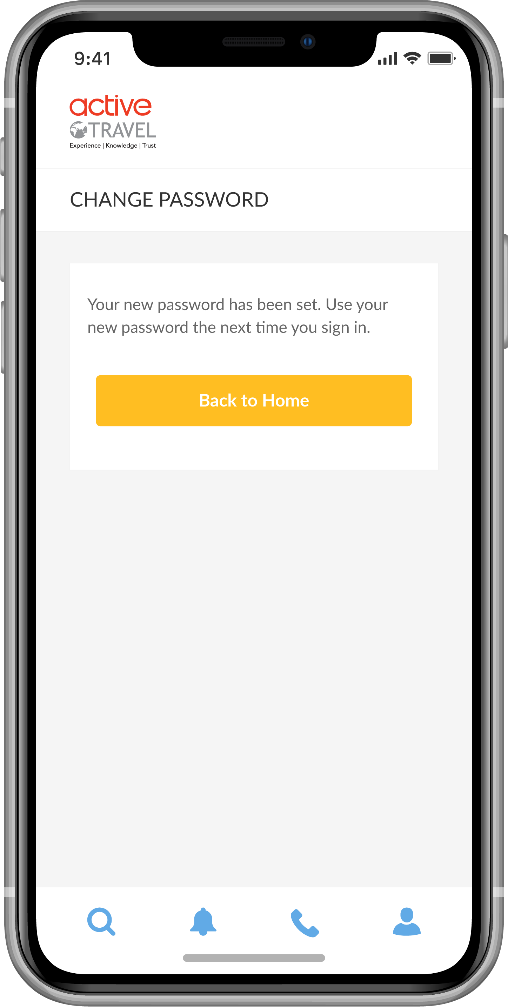 9:41
active
TRAVEL
Experience | Knowledge | Trust
CHANGE PASSWORD
Your new password has been set. Use your
new password the next time you sign in.
Back to Home